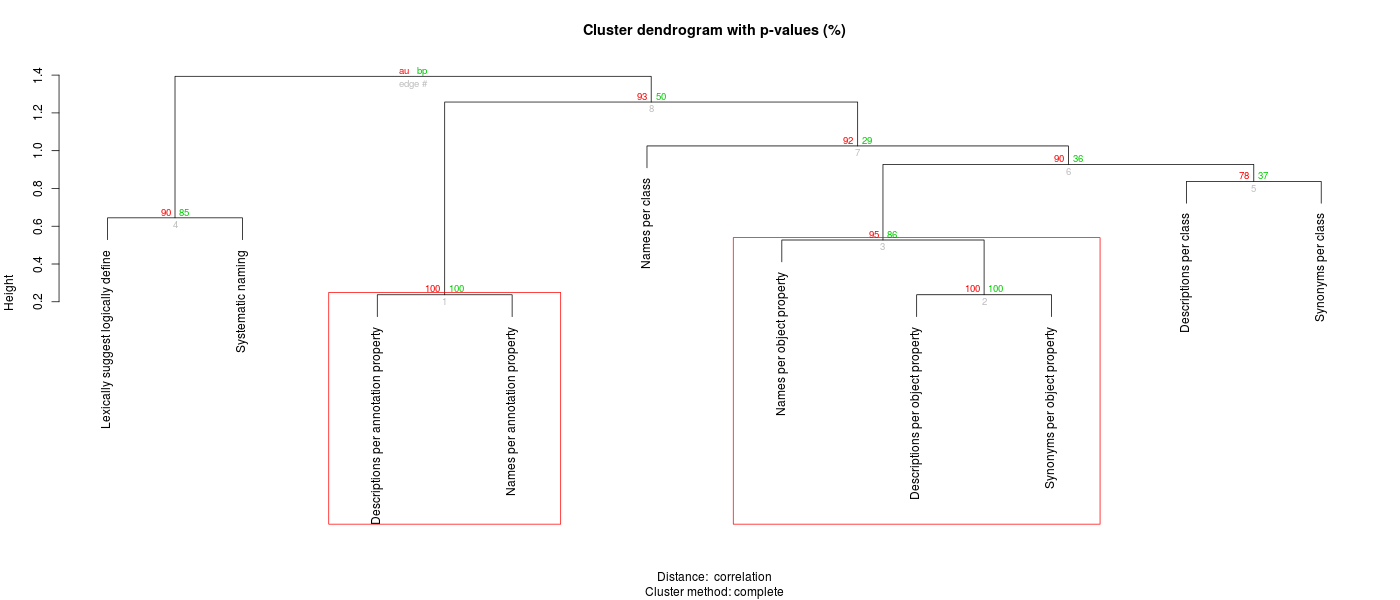 Cluster dendrogram with p-values (%)
Height
1.4
1.2
1.0
0.8
0.6
0.4
0.2
au bp
edge #
93 50
8
92 29
7
90 36
6
78 37
5
90 85
4
95 86
3
100 100
1
100 100
2
Lexically suggest logically define
Systematic naming
Descriptions per annotation property
Names per annotation property
Names per class
Names per object property
Descriptions per object property
Synonyms per object property
Descriptions per class
Synonyms per class
Distance: correlation
Cluster method: complete